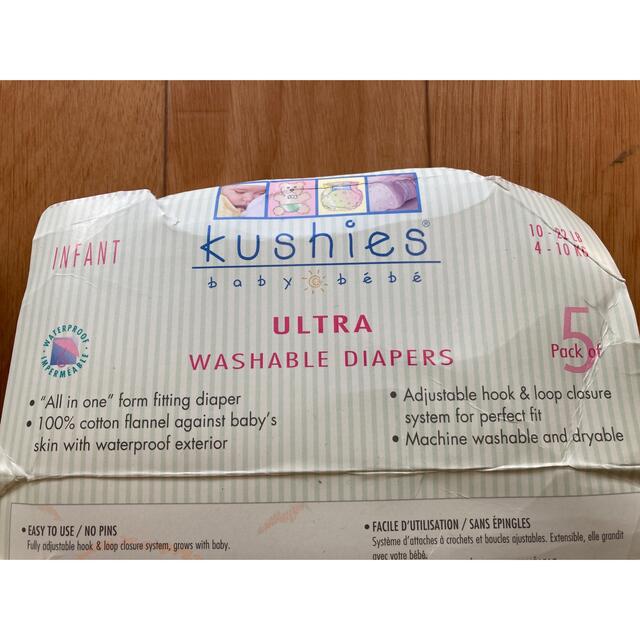 INFANT
kushies®
baby bébé
10 - 22 LB
4 - 10 KG
ULTRA
WASHABLE DIAPERS
Pack of 5
WATERPROOF
IMPERMÉABLE
• "All in one" form fitting diaper
• 100% cotton flannel against baby's
skin with waterproof exterior
• Adjustable hook & loop closure
system for perfect fit
• Machine washable and dryable
• EASY TO USE / NO PINS
Fully adjustable hook & loop closure system, grows with baby.
• FACILE D'UTILISATION / SANS ÉPINGLES
Système d'attaches à crochets et boucles ajustables. Extensible, elle grandit
avec votre bébé.